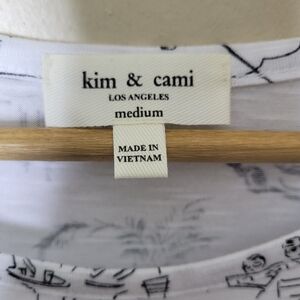 kim & cami
LOS ANGELES
medium
MADE IN
VIETNAM